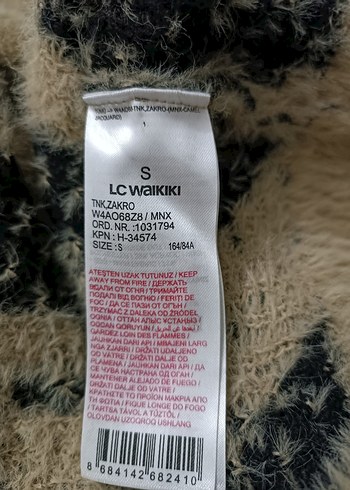 S
LC WAIKIKI
TNK,ZAKRO
W4AO68Z8 / MNX
ORD. NR. :1031794
KPN : H-34574
SIZE :S 164/84A
ATEŞTEN UZAK TUTUNUZ / KEEP
AWAY FROM FIRE / ДЕРЖАТЬ
ВДАЛИ ОТ ОГНЯ / ТРИМАЙТЕ
ПОДАЛІ ВІД ВОГНЮ / FERIȚI DE
FOC / ДА СЕ ПАЗИ ОТ ОГЪН /
TRZYMAĆ Z DALEKA OD ŹRÓDEŁ
OGNIA / ОТТАН АЛЫС ҰСТАҢЫЗ /
ODDAN QORUYUN /
GARDEZ LOIN DES FLAMMES /
JAUHKAN DARI API / MBAJENI LARG
NGA ZJARRI / DRŽATI UDALJENO
OD VATRE / DRŽATI DALJE OD
PLAMENA / JAUHKAN DARI API / ДА
СЕ ЧУВА НАСТРАНА ОД ОГАН /
MANTENER ALEJADO DE FUEGO /
DRŽATI DALJE OD VATRE /
ΚΡΑΤΗΣΤΕ ΤΟ ΠΡΟΪΟΝ ΜΑΚΡΙΑ ΑΠΟ
ΤΗ ΦΩΤΙΑ / FIQUE LONGE DO FOGO
/ TARTSA TÁVOL A TŰZTŐL /
OLOVDAN UZOQROQ USHLANG
8 684142 682410